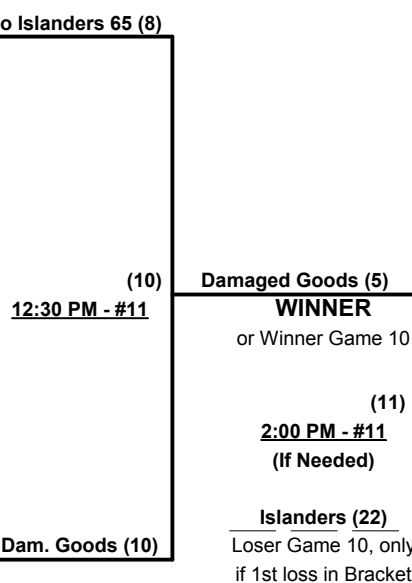 o Islanders 65 (8)
(10)
12:30 PM - #11
Damaged Goods (5)
WINNER
or Winner Game 10
(11)
2:00 PM - #11
(If Needed)
Islanders (22)
Dam. Goods (10)
Loser Game 10, only
if 1st loss in Bracket